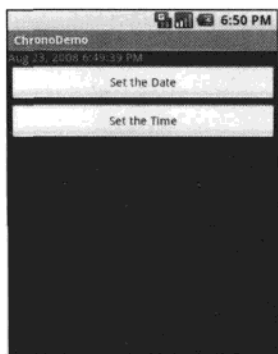 6:50 PM
ChronoDemo
Aug 23, 2008 6:49:39 PM
Set the Date
Set the Time